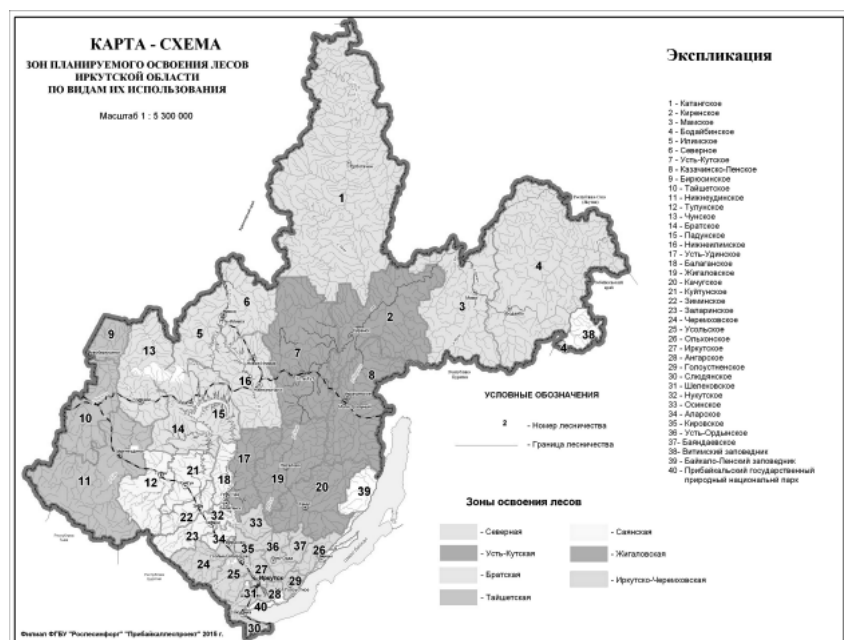 КАРТА - СХЕМА
ЗОН ПЛАНИРУЕМОГО ОСВОЕНИЯ ЛЕСОВ
ИРКУТСКОЙ ОБЛАСТИ
ПО ВИДАМ ИХ ИСПОЛЬЗОВАНИЯ
Масштаб 1 : 5 300 000
Экспликация
1 - Катангское
2 - Киренское
3 - Мамское
4 - Бодайбинское
5 - Илимское
6 - Северное
7 - Усть-Кутское
8 - Казачинско-Ленское
9 - Бирюсинское
10 - Тайшетское
11 - Нижнеудинское
12 - Тулунское
13 - Чунское
14 - Братское
15 - Падунское
16 - Нижнеилимское
17 - Усть-Удинское
18 - Балаганское
19 - Жигаловское
20 - Качугское
21 - Куйтунское
22 - Зиминское
23 - Заларинское
24 - Черемховское
25 - Усольское
26 - Ольхонское
27 - Иркутское
28 - Ангарское
29 - Голоустненское
30 - Слюдянское
31 - Шелеховское
32 - Нукутское
33 - Осинское
34 - Аларское
35 - Кировское
36 - Усть-Ордынское
37 - Баяндаевское
38- Витимский заповедник
39 - Байкало-Ленский заповедник
40 - Прибайкальский государственный
природный национальнй парк
1
2
3
4
38
4
5
6
7
8
9
13
16
10
15
14
11
12
21
18
17
19
20
39
22
32
33
23
34
35
36
37
26
24
25
27
Иркутск
29
31
28
40
30
УСЛОВНЫЕ ОБОЗНАЧЕНИЯ
2 - Номер лесничества
- Граница лесничества
Зоны освоения лесов
- Северная
- Усть-Кутская
- Братская
- Тайшетская
- Саянская
- Жигаловская
- Иркутско-Черемховская
Филиал ФГБУ "Рослесинфорг" "Прибайкаллеспроект" 2015 г.